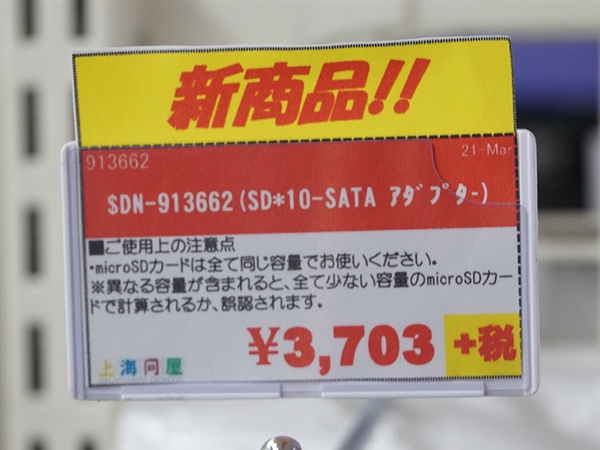 新商品!!
913662
21-Mar
SDN-913662(SD*10-SATA アダプター)
■ご使用上の注意点
・microSDカードは全て同じ容量でお使いください。
※異なる容量が含まれると、全て少ない容量のmicroSDカー
ドで計算されるか、誤認されます。
¥3,703 +税
上海問屋